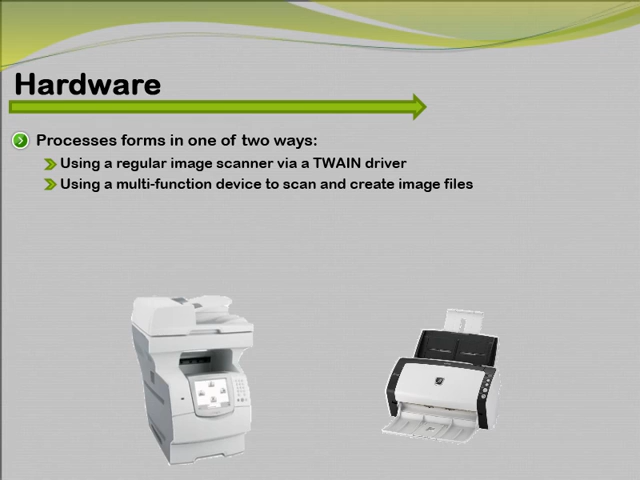 Hardware
Processes forms in one of two ways:
Using a regular image scanner via a TWAIN driver
Using a multi-function device to scan and create image files